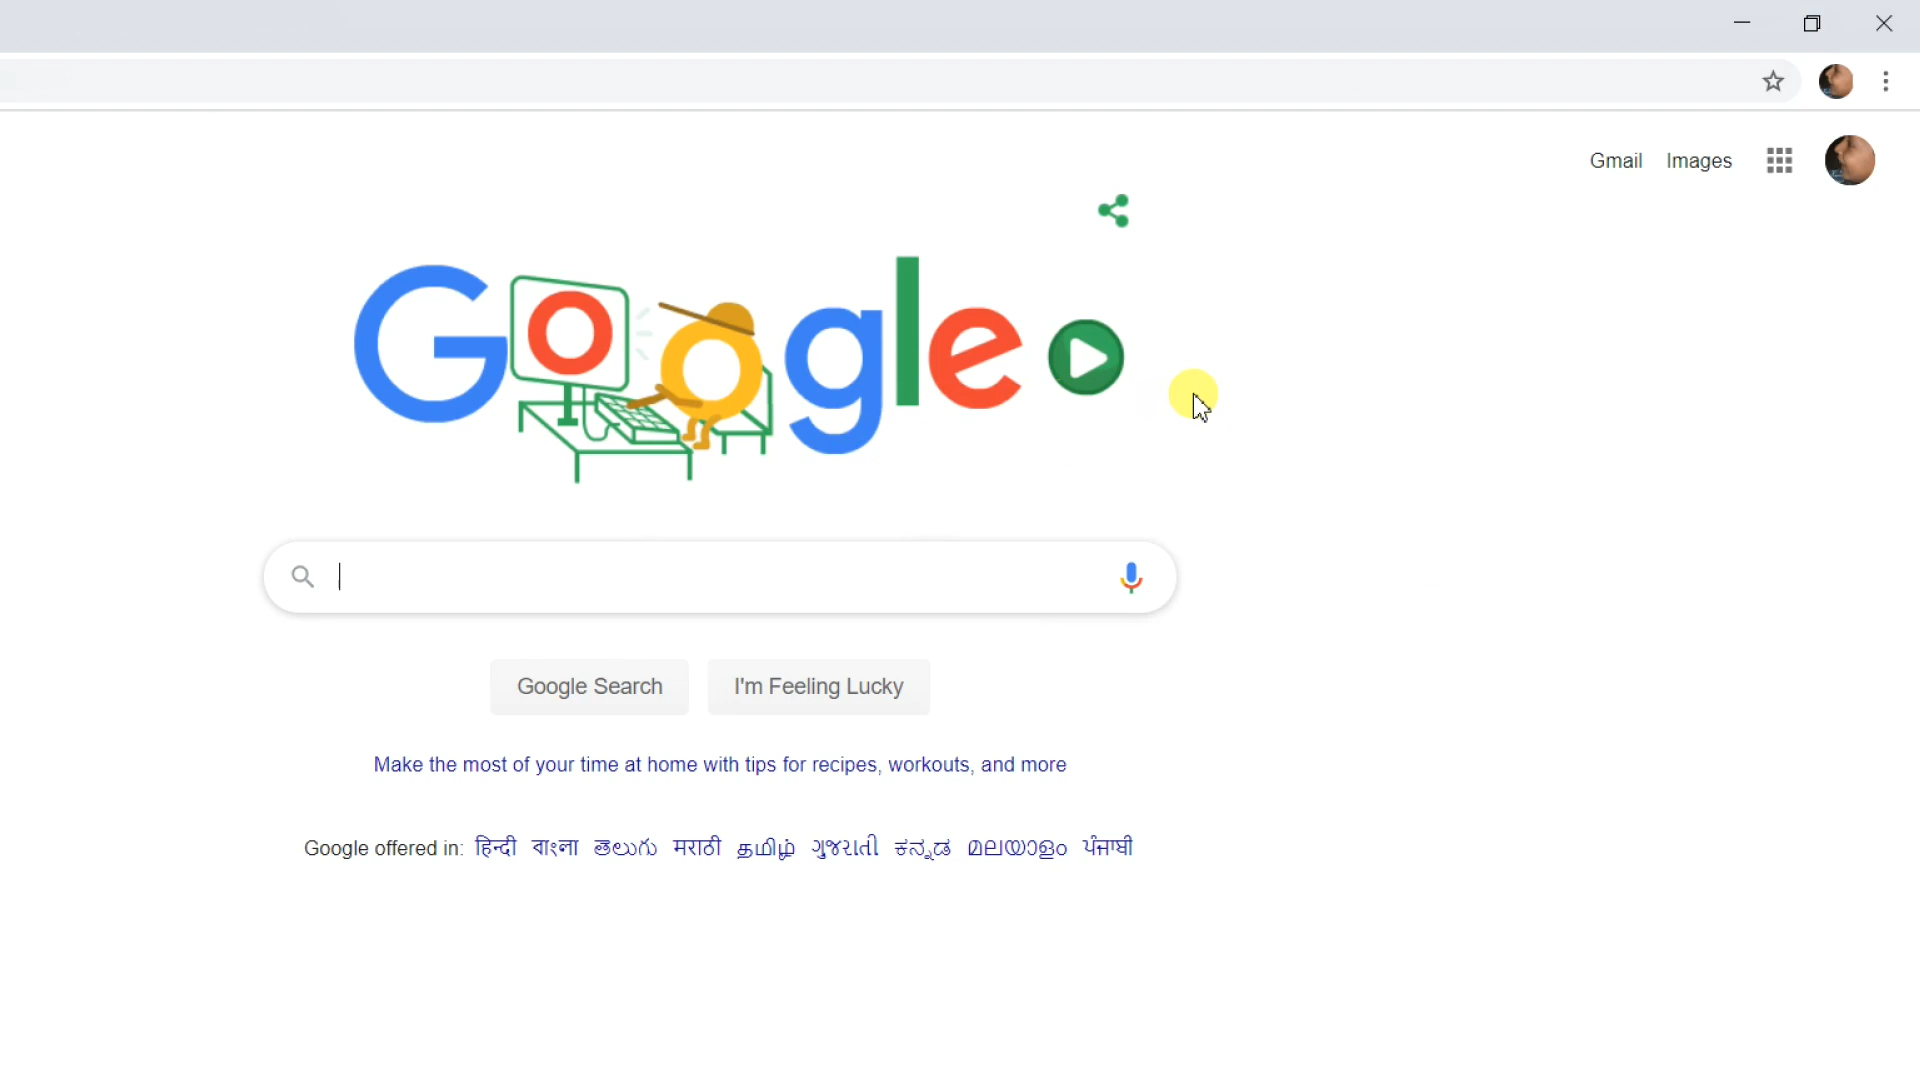 Gmail Images
Google
Google Search I'm Feeling Lucky
Make the most of your time at home with tips for recipes, workouts, and more
Google offered in: हिन्दी বাংলা తెలుగు मराठी தமிழ் ગુજરાતી ಕನ್ನಡ മലയാളം ਪੰਜਾਬੀ